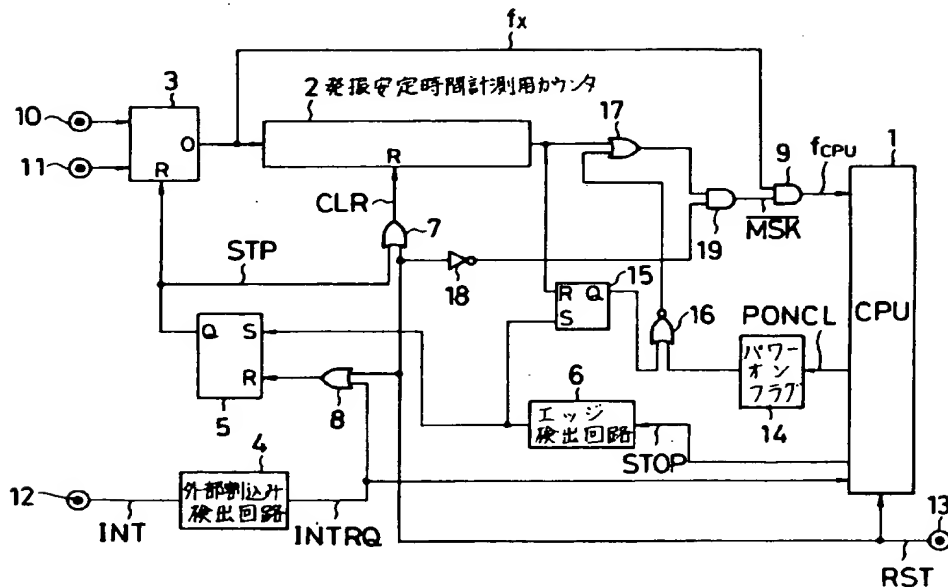 fx
3
2 発振安定時間計測用カウンタ
17
10
O
9
fCPU
1
11
R
R
CLR
7
19
MSK
STP
18
15
R Q
S
16
PONCL
CPU
Q S
R
5
8
6
エッジ
検出回路
パワー
オン
フラグ
14
STOP
4
12
外部割込み
検出回路
INT
INTRQ
13
RST